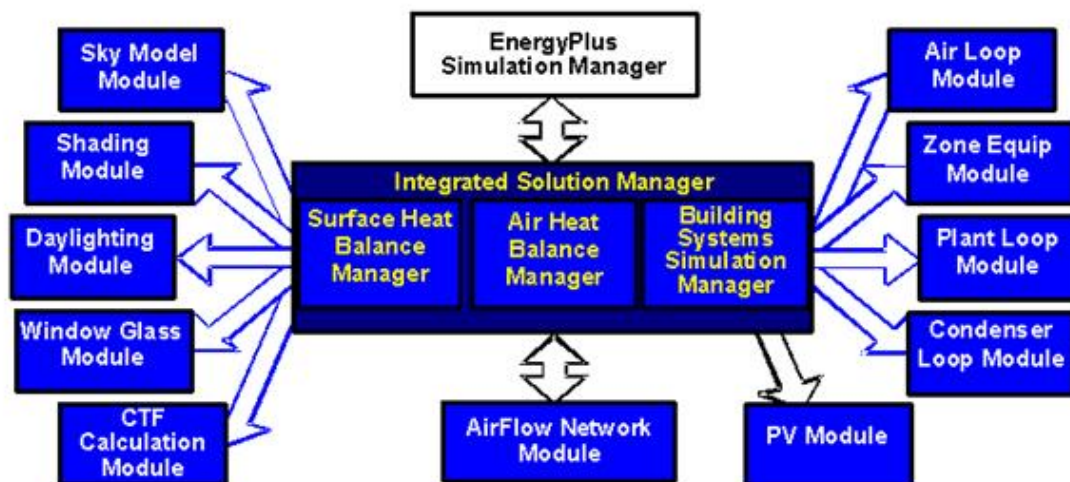 Sky Model
Module
EnergyPlus
Simulation Manager
Air Loop
Module
Shading
Module
Zone Equip
Module
Integrated Solution Manager
Surface Heat
Balance
Manager
Air Heat
Balance
Manager
Building
Systems
Simulation
Manager
Daylighting
Module
Plant Loop
Module
Window Glass
Module
Condenser
Loop Module
CTF
Calculation
Module
AirFlow Network
Module
PV Module